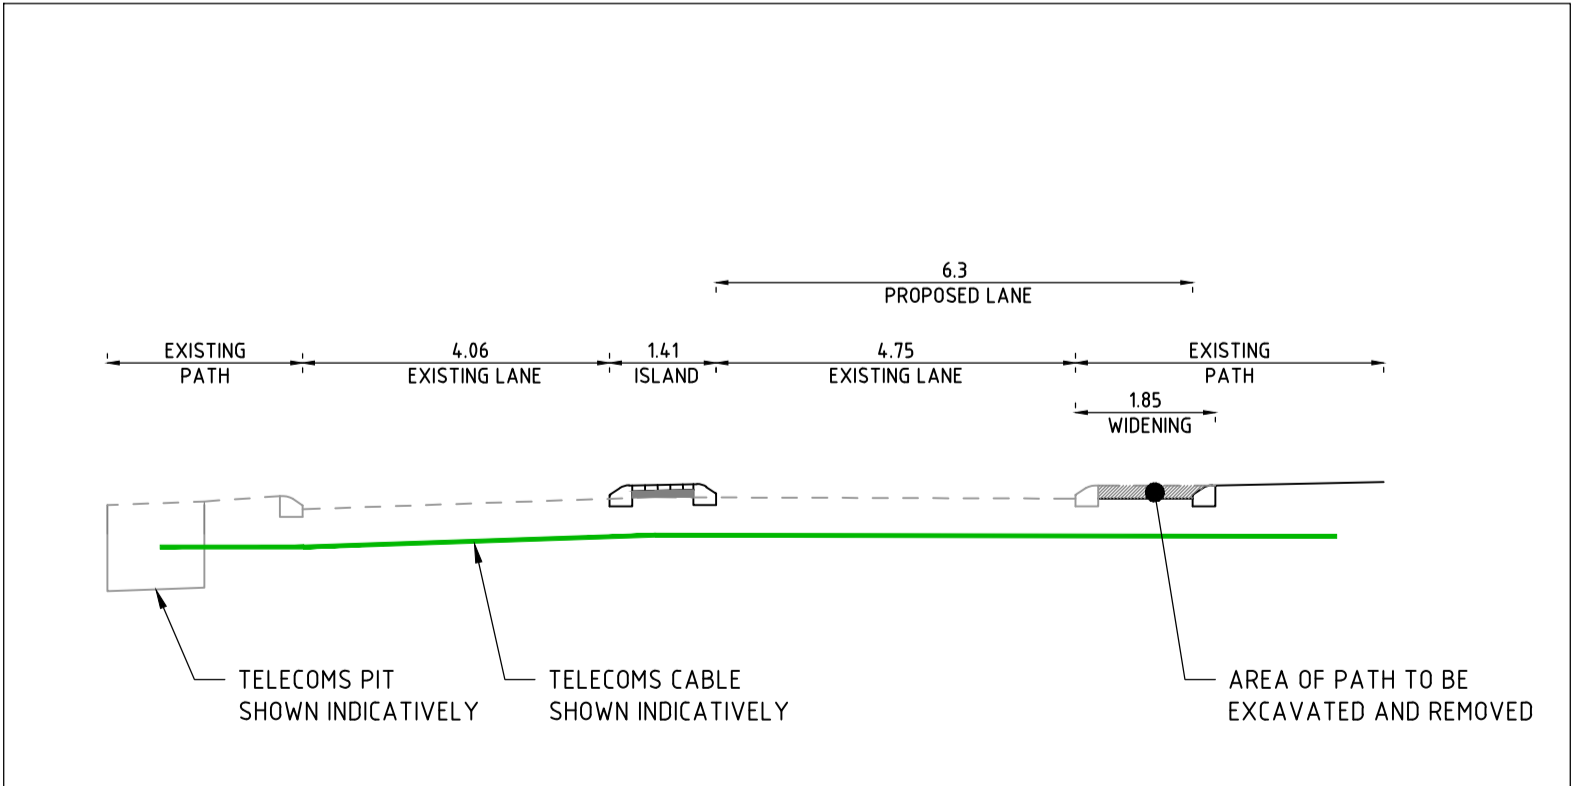 6.3
PROPOSED LANE
EXISTING
PATH
4.06
EXISTING LANE
1.41
ISLAND
4.75
EXISTING LANE
EXISTING
PATH
1.85
WIDENING
TELECOMS PIT
SHOWN INDICATIVELY
TELECOMS CABLE
SHOWN INDICATIVELY
AREA OF PATH TO BE
EXCAVATED AND REMOVED